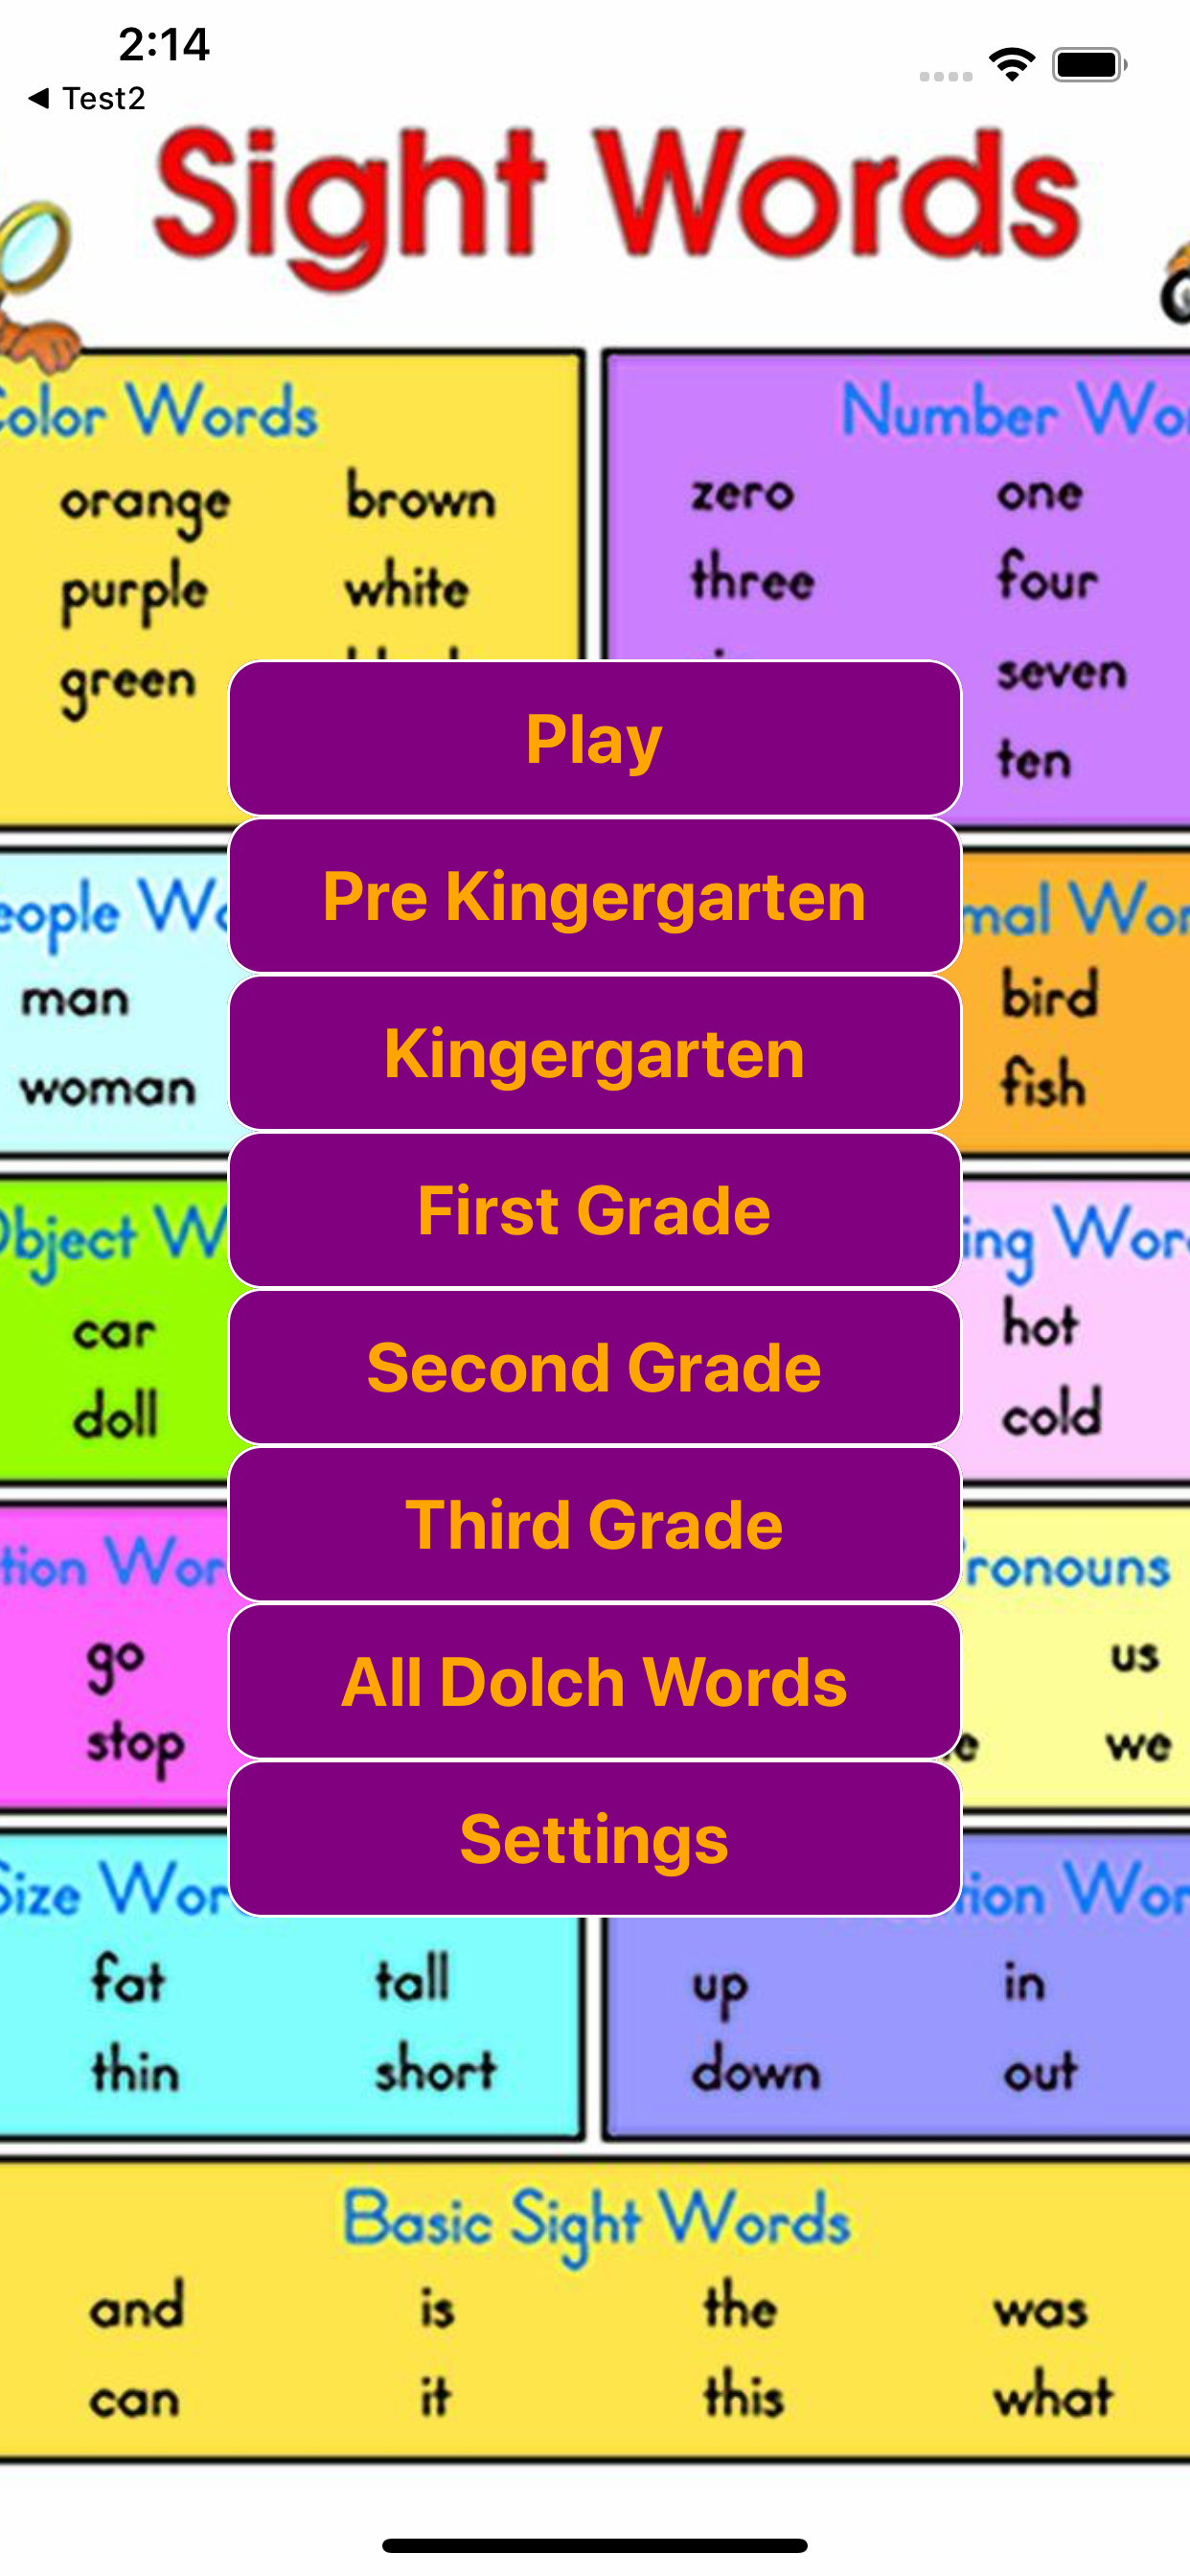 2:14
Test2
Sight Words
Color Words
Number Wor
orange brown
zero one
purple white
three four
green
seven
ten
Play
Pre Kingergarten
eople Wo
mal Wor
man
bird
woman
fish
Kingergarten
First Grade
Object W
ing Wor
car
hot
doll
cold
Second Grade
Third Grade
tion Wor
ronouns
go
us
stop
e we
All Dolch Words
Settings
Size Wor
ion Wor
fat tall
up in
thin short
down out
Basic Sight Words
and is the was
can it this what